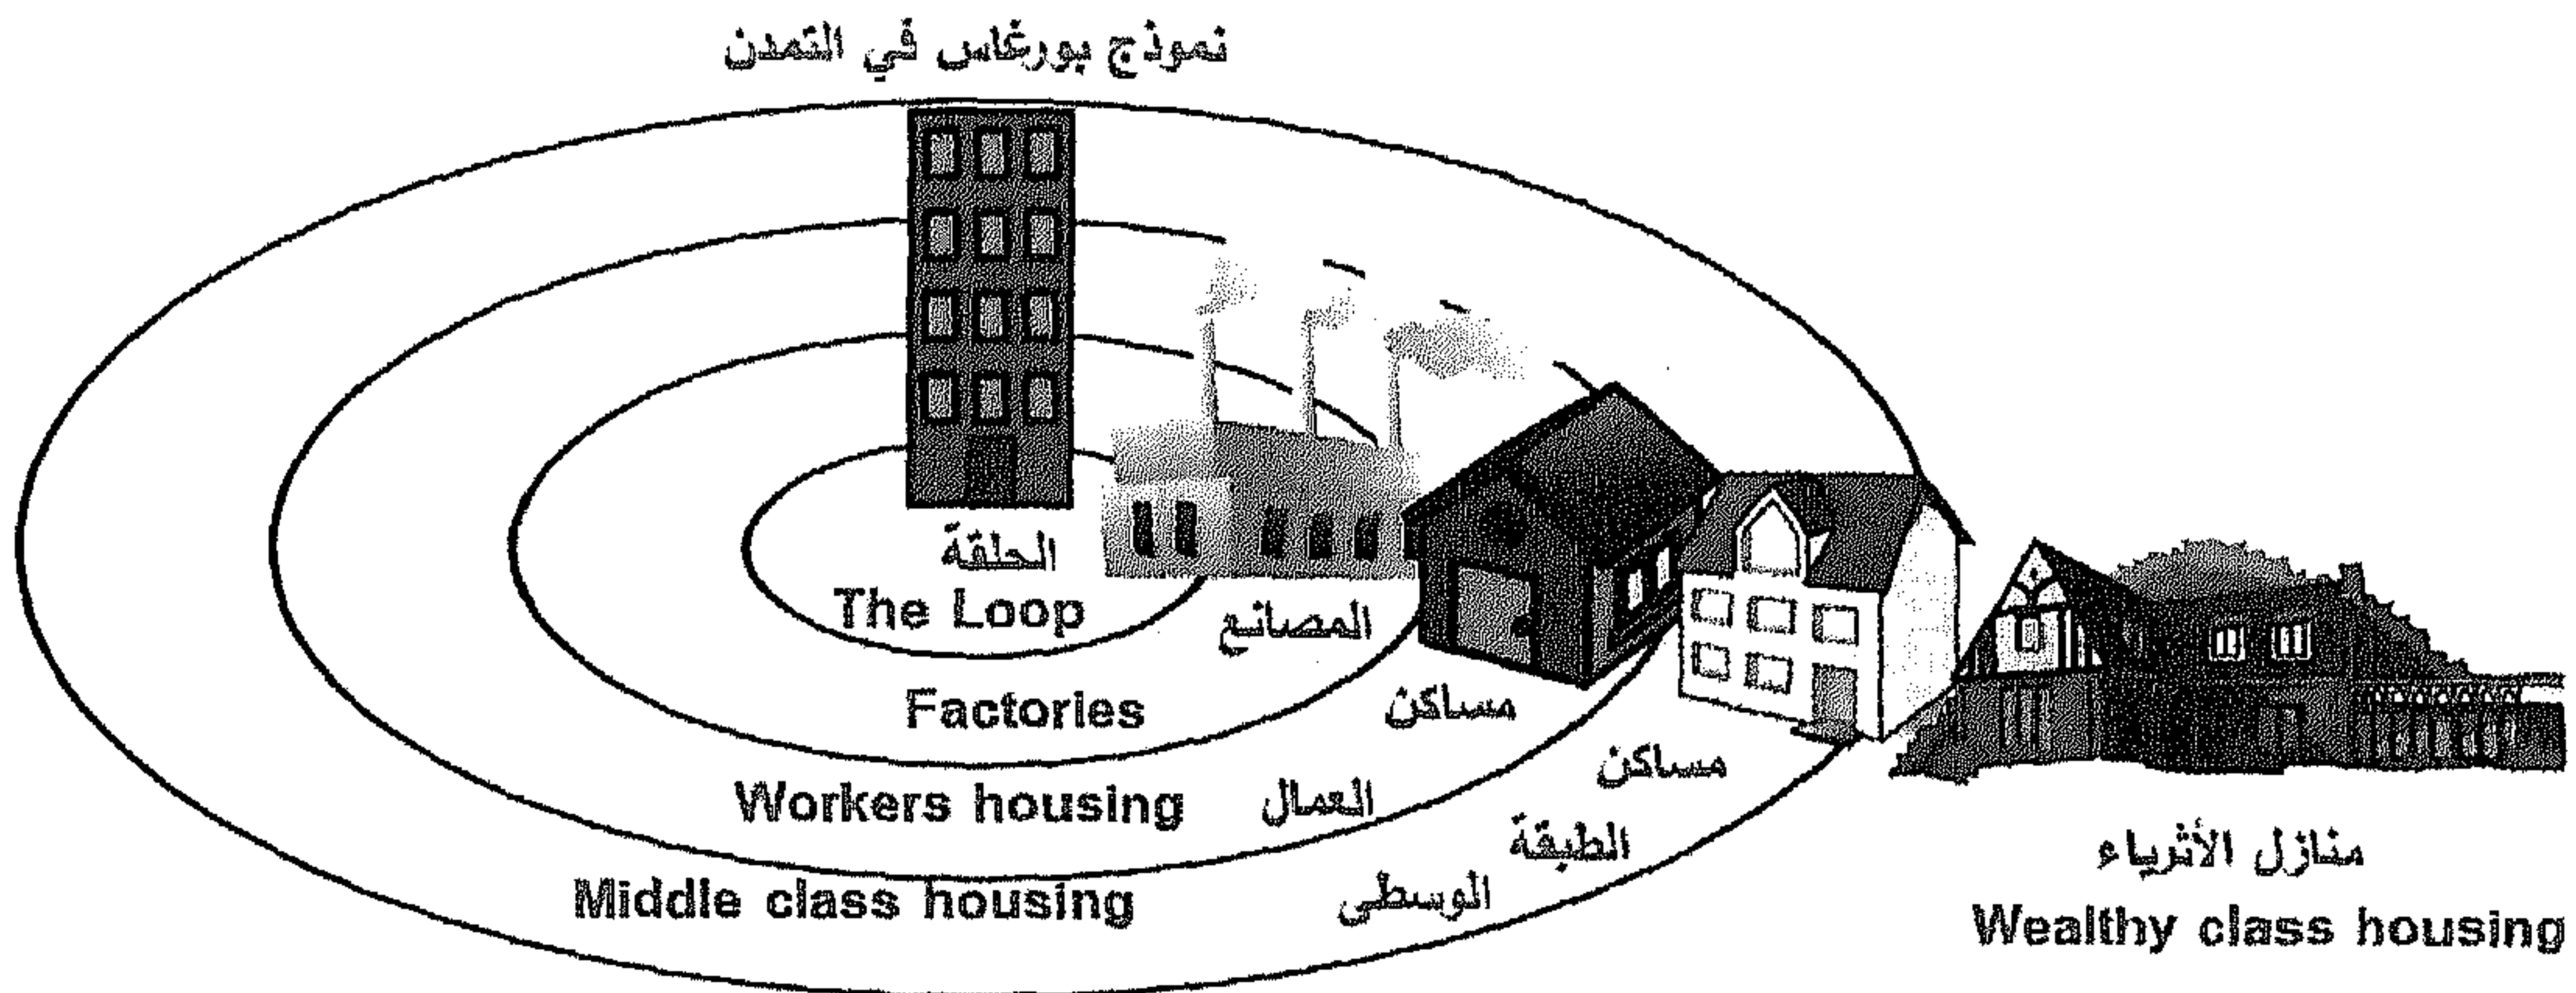 نموذج بورغاس في التمدن
الحلقة
The Loop
المصانع
Factories
مساكن
العمال
Workers housing
مساكن
الطبقة
الوسطى
Middle class housing
منازل الأثرياء
Wealthy class housing